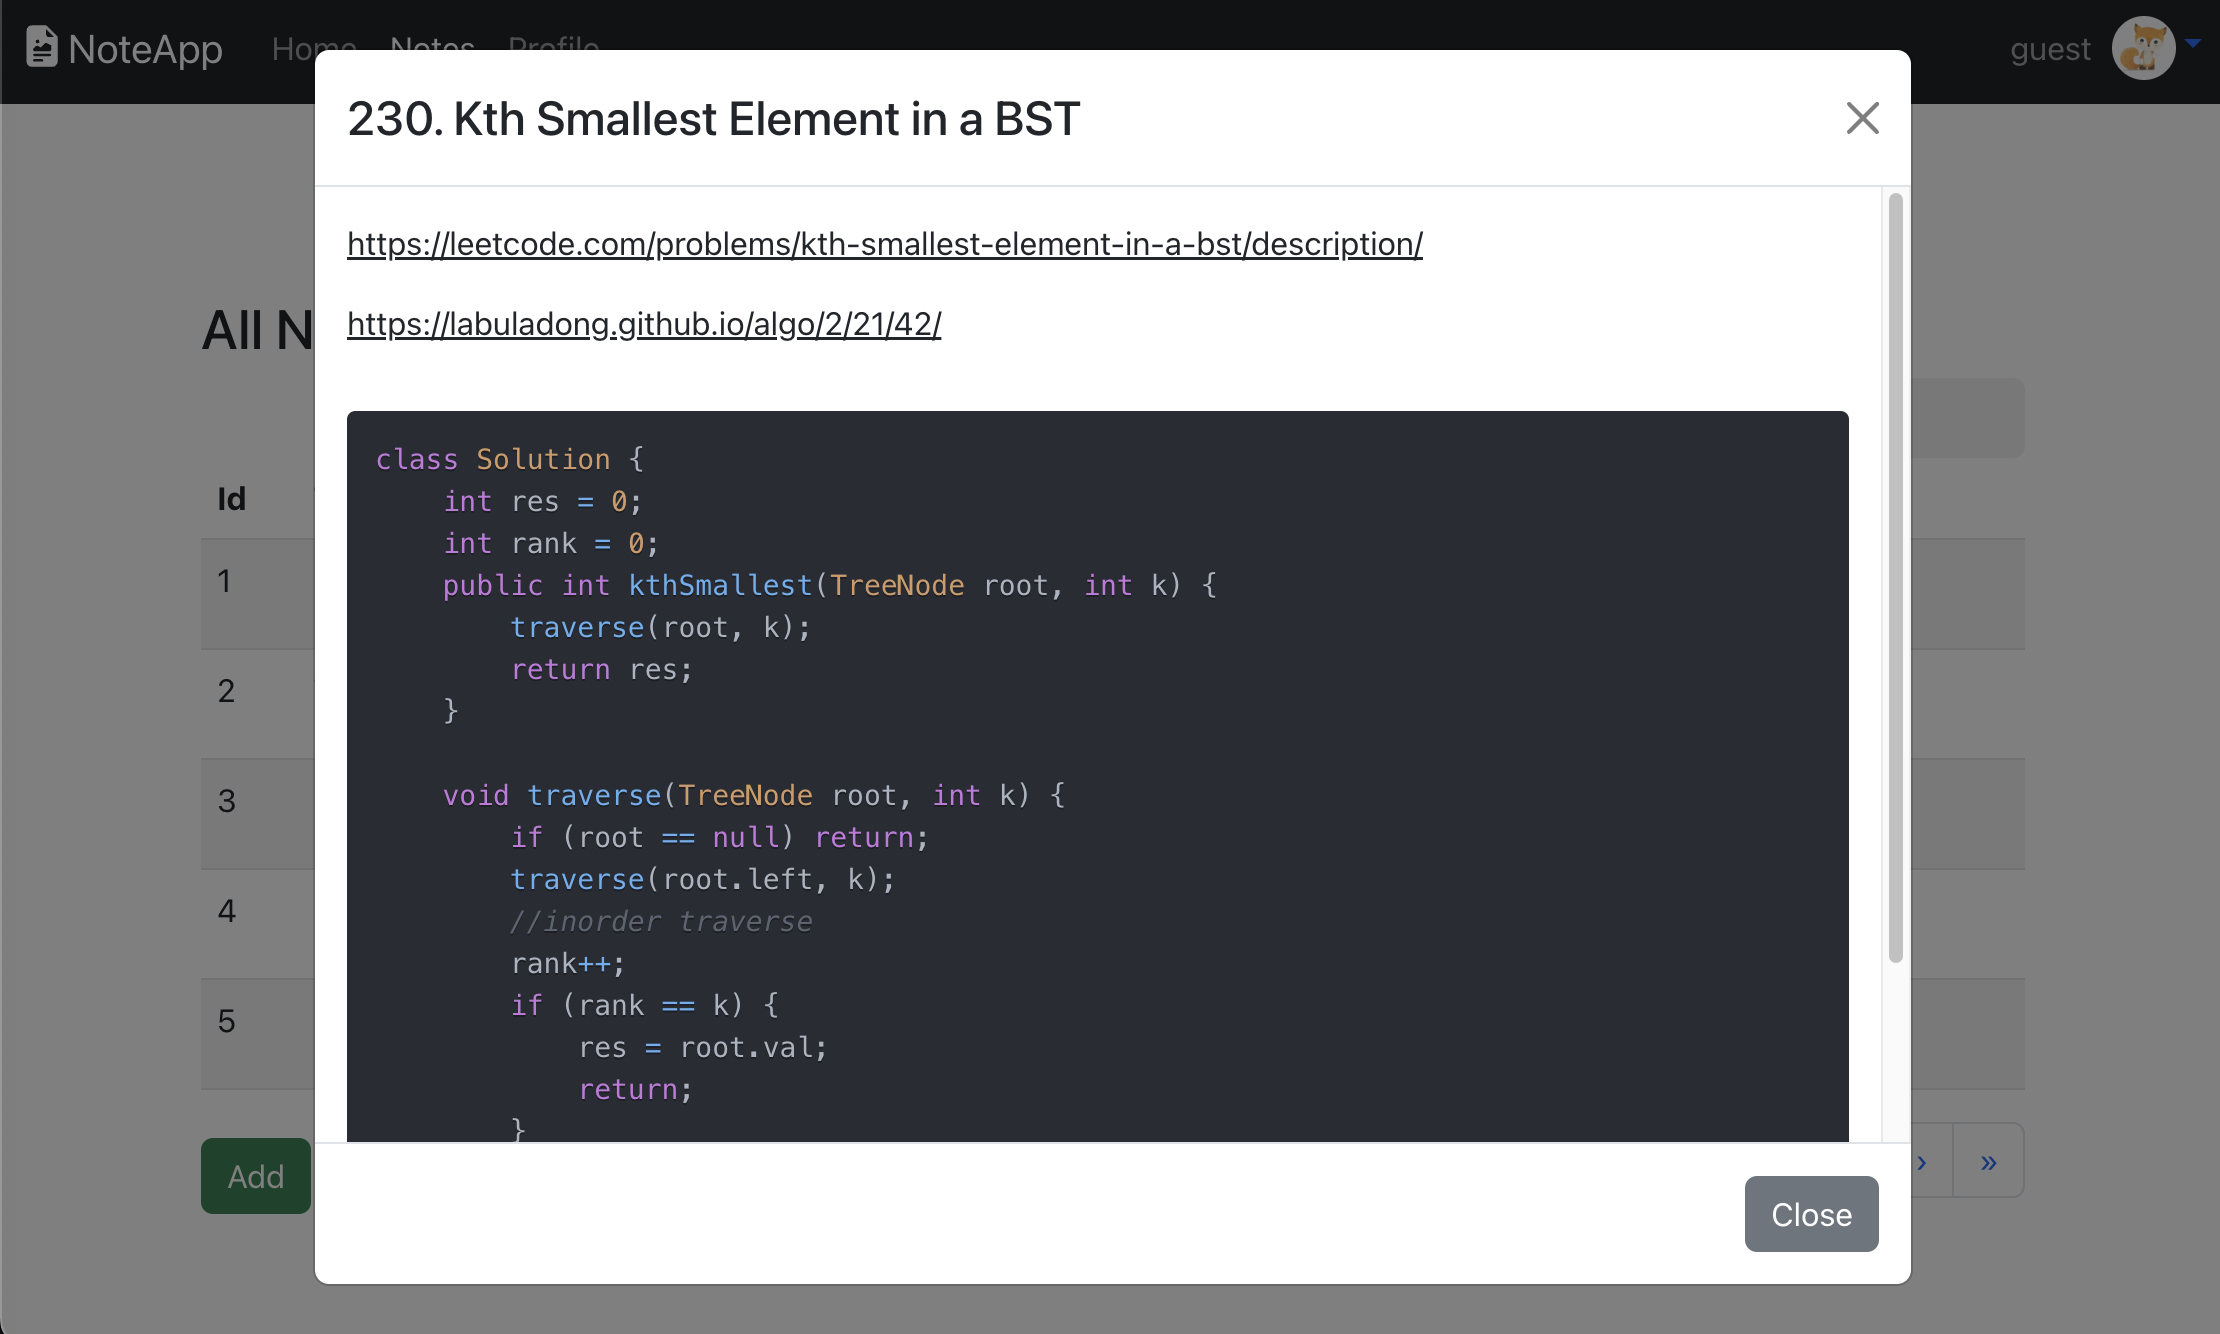 NoteApp Home Notes Profile guest
230. Kth Smallest Element in a BST
https://leetcode.com/problems/kth-smallest-element-in-a-bst/description/
https://labuladong.github.io/algo/2/21/42/
All N
Id
1
2
3
4
5
class Solution {
    int res = 0;
    int rank = 0;
    public int kthSmallest(TreeNode root, int k) {
        traverse(root, k);
        return res;
    }

    void traverse(TreeNode root, int k) {
        if (root == null) return;
        traverse(root.left, k);
        //inorder traverse
        rank++;
        if (rank == k) {
            res = root.val;
            return;
        }
Add
› »
Close